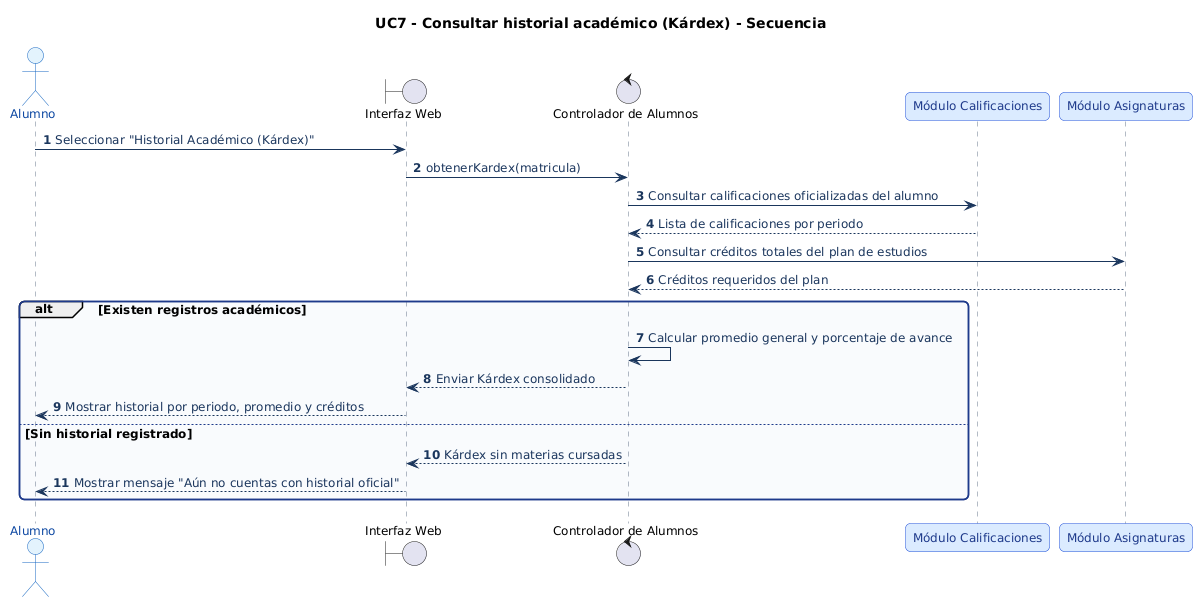 UC7 - Consultar historial académico (Kárdex) - Secuencia
Alumno
Interfaz Web
Controlador de Alumnos
Módulo Calificaciones
Módulo Asignaturas
1 Seleccionar "Historial Académico (Kárdex)"
2 obtenerKardex(matricula)
3 Consultar calificaciones oficializadas del alumno
4 Lista de calificaciones por periodo
5 Consultar créditos totales del plan de estudios
6 Créditos requeridos del plan
alt [Existen registros académicos]
7 Calcular promedio general y porcentaje de avance
8 Enviar Kárdex consolidado
9 Mostrar historial por periodo, promedio y créditos
[Sin historial registrado]
10 Kárdex sin materias cursadas
11 Mostrar mensaje "Aún no cuentas con historial oficial"
Alumno
Interfaz Web
Controlador de Alumnos
Módulo Calificaciones
Módulo Asignaturas